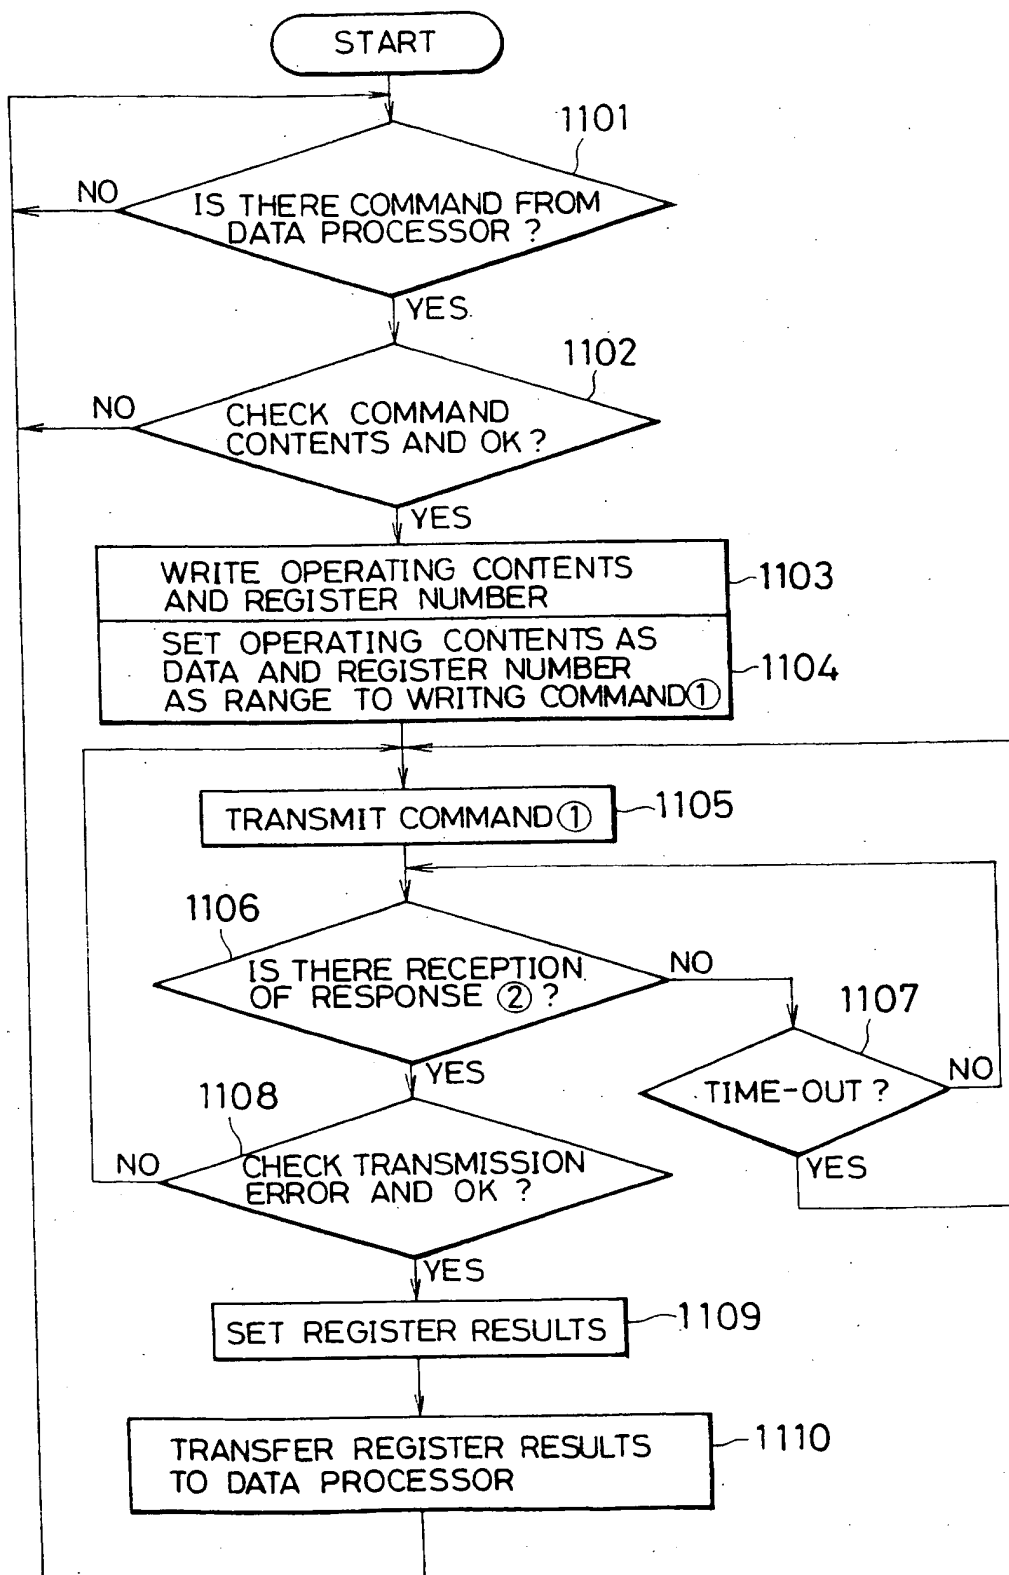 START
1101
NO
IS THERE COMMAND FROM
DATA PROCESSOR ?
YES
1102
NO
CHECK COMMAND
CONTENTS AND OK ?
YES
WRITE OPERATING CONTENTS
AND REGISTER NUMBER
1103
SET OPERATING CONTENTS AS
DATA AND REGISTER NUMBER
AS RANGE TO WRITNG COMMAND①
1104
TRANSMIT COMMAND①
1105
1106
IS THERE RECEPTION
OF RESPONSE ② ?
NO
1107
YES
TIME-OUT ?
NO
1108
YES
NO
CHECK TRANSMISSION
ERROR AND OK ?
YES
SET REGISTER RESULTS
1109
TRANSFER REGISTER RESULTS
TO DATA PROCESSOR
1110